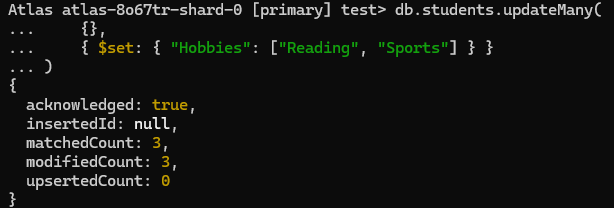 Atlas atlas-8o67tr-shard-0 [primary] test> db.students.updateMany(
...     {},
...     { $set: { "Hobbies": ["Reading", "Sports"] } }
... )
{
  acknowledged: true,
  insertedId: null,
  matchedCount: 3,
  modifiedCount: 3,
  upsertedCount: 0
}